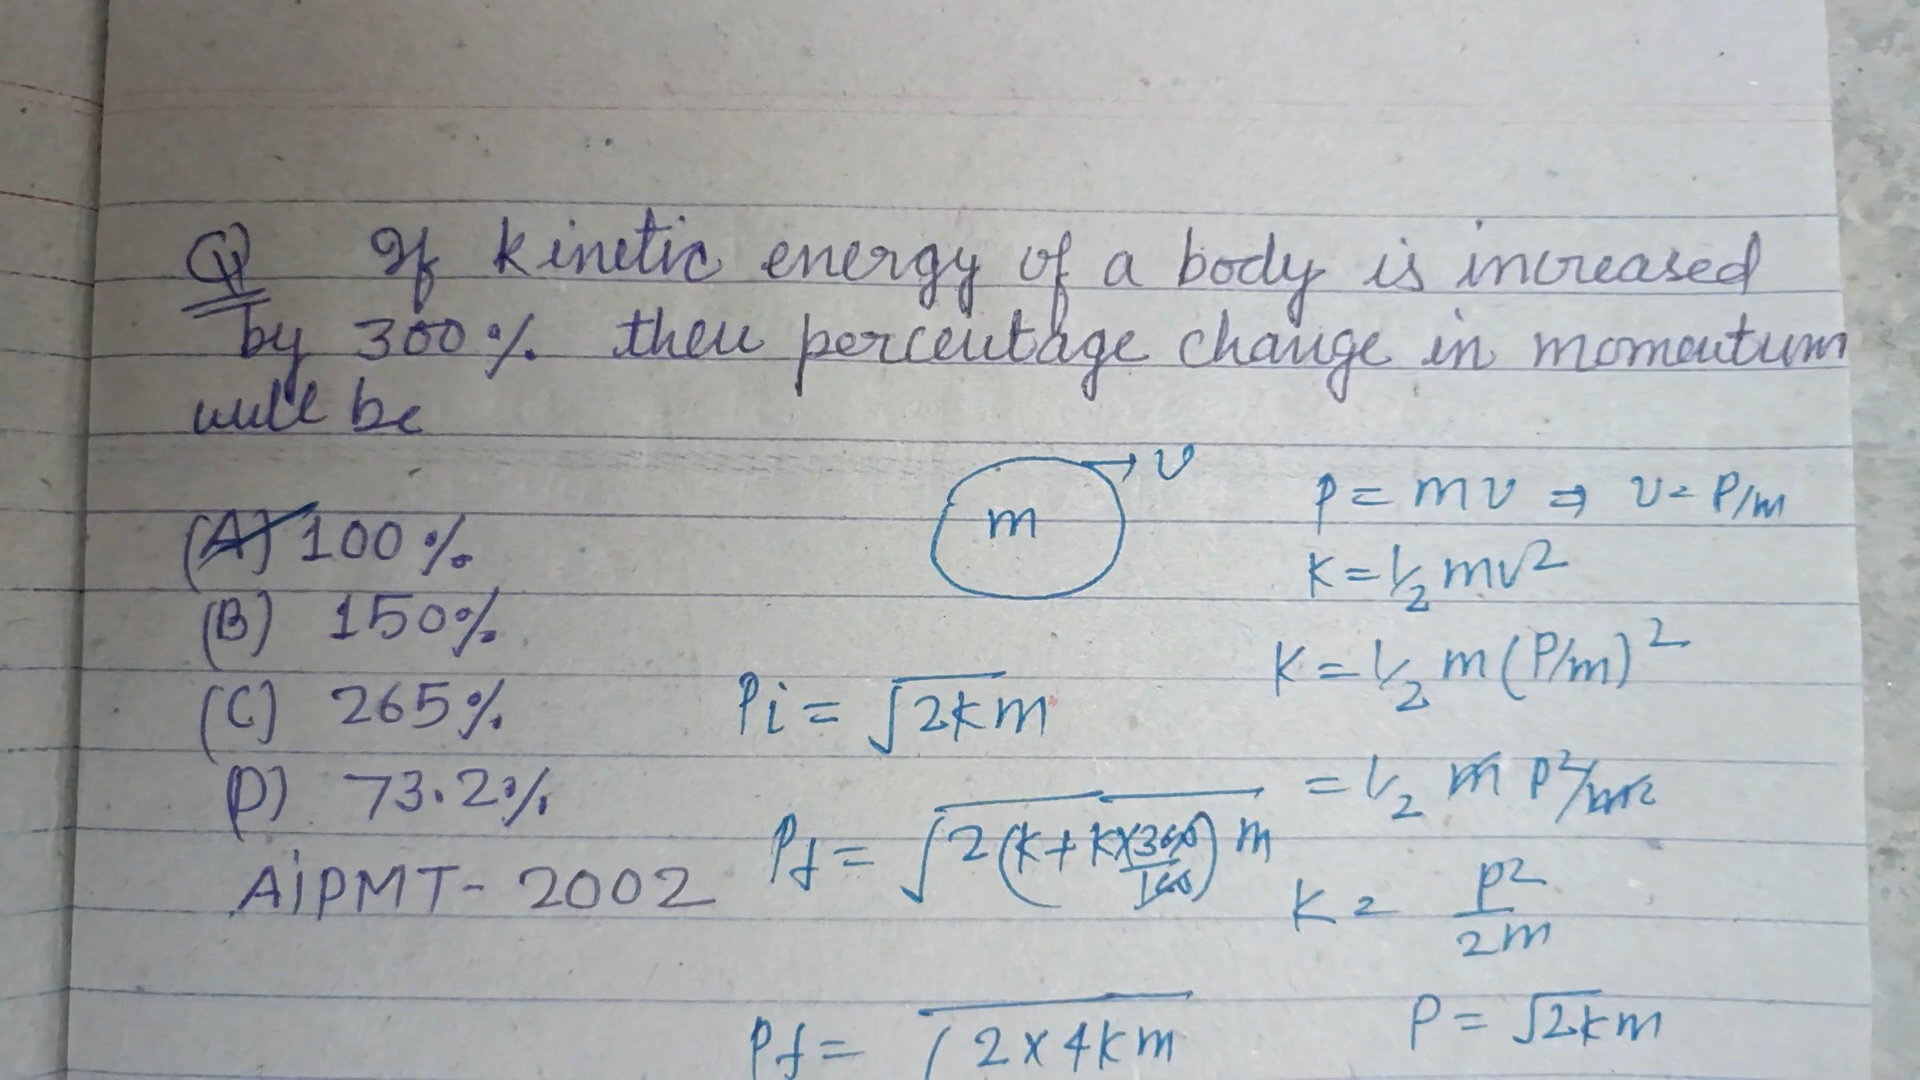 Q If kinetic energy of a body is increased
by 300% then percentage change in momentum
will be
(A) 100%
(B) 150%
(C) 265%
(D) 73.2%
AiPMT-2002
m → v
Pi = √2km
Pf = √2(k + k×300/100) m
Pf = √2×4km
P = mv ⇒ v = P/m
K = 1/2 mv²
K = 1/2 m (P/m)²
= 1/2 m P²/m²
K = P²/2m
P = √2km